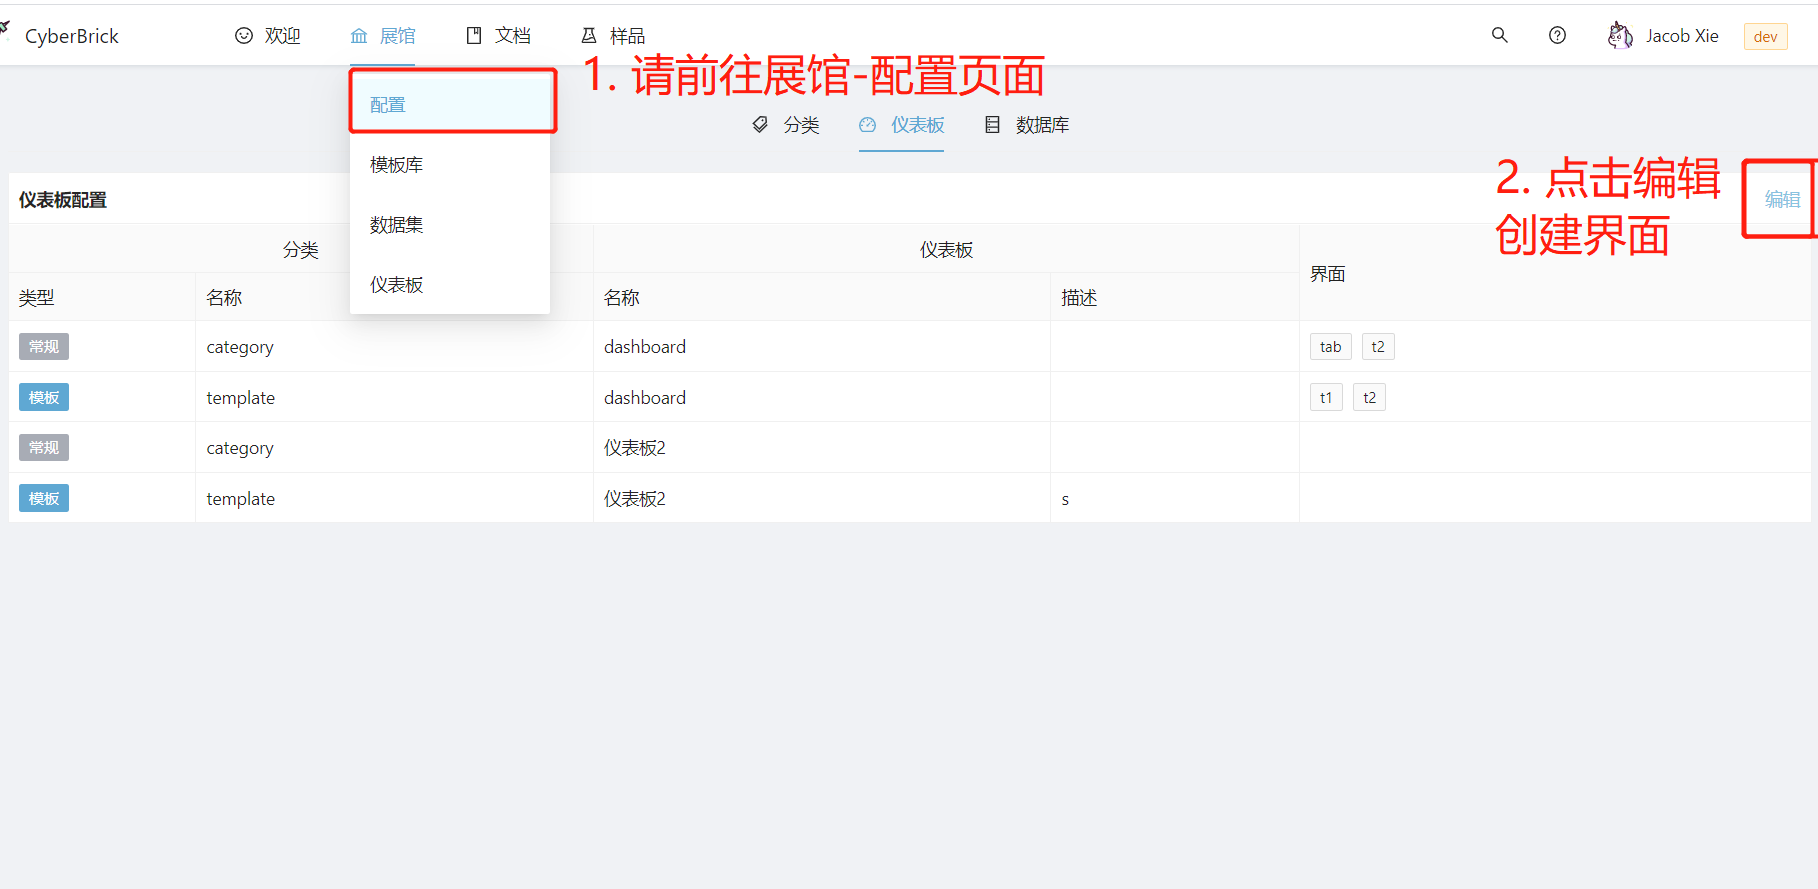 CyberBrick 欢迎 展馆 文档 样品 Jacob Xie dev
1. 请前往展馆-配置页面
配置
模板库
数据集
仪表板
分类 仪表板 数据库
2. 点击编辑
创建界面
仪表板配置 编辑
分类 仪表板 界面
类型 名称 名称 描述
常规 category dashboard tab t2
模板 template dashboard t1 t2
常规 category 仪表板2
模板 template 仪表板2 s